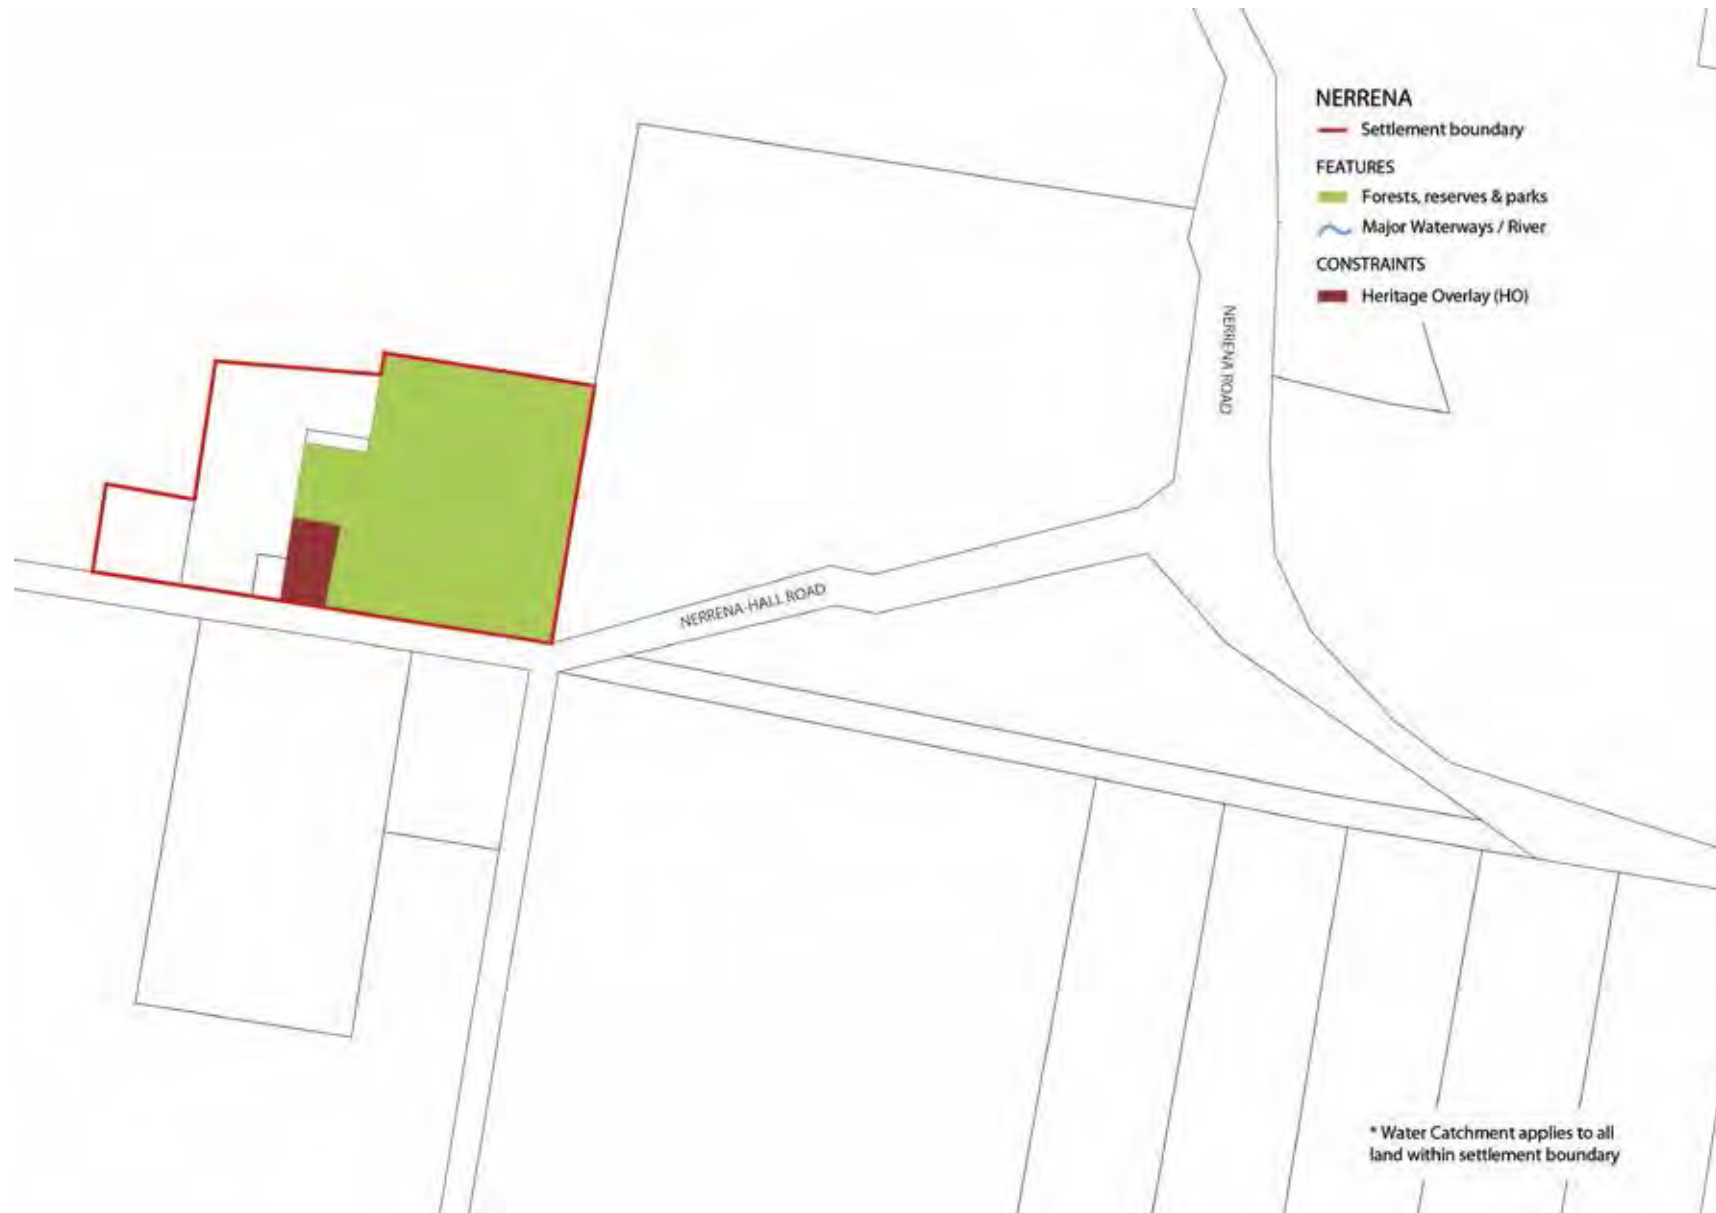 NERRENA
Settlement boundary
FEATURES
Forests, reserves & parks
Major Waterways / River
CONSTRAINTS
Heritage Overlay (HO)
NERRENA ROAD
NERRENA-HALL ROAD
* Water Catchment applies to all
land within settlement boundary